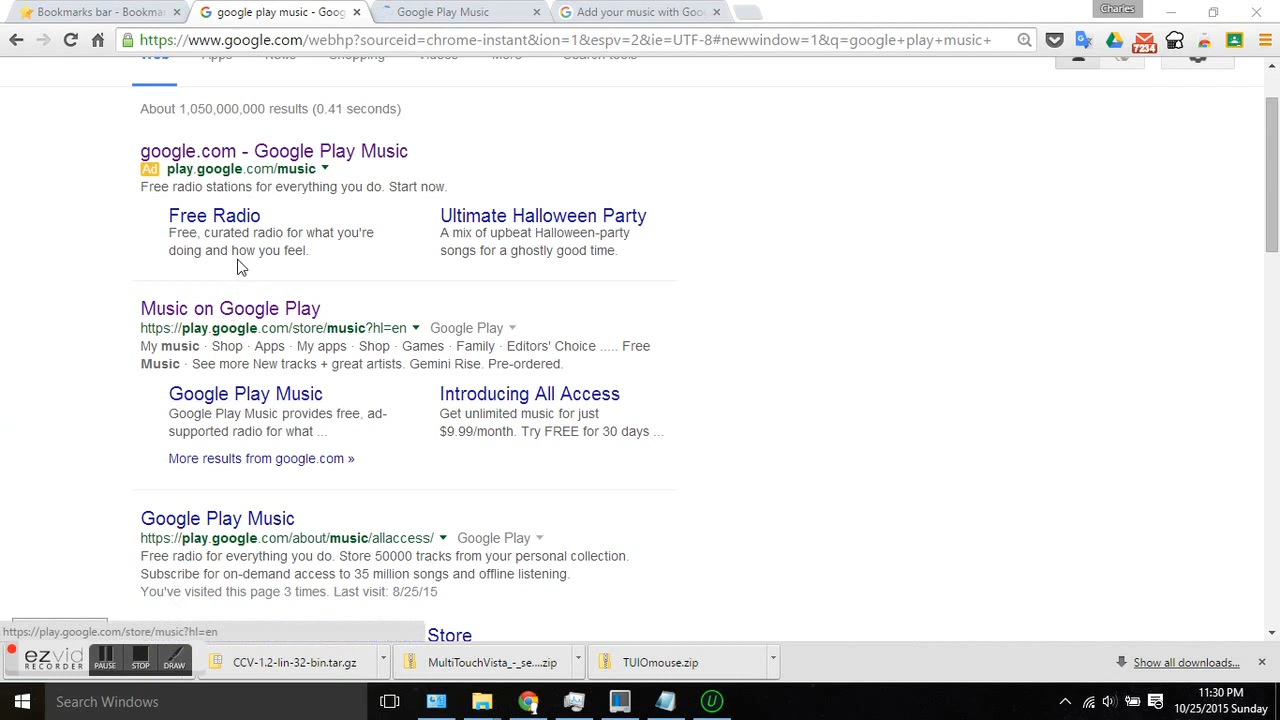 Bookmarks bar - Bookmar
google play music - Goog
Google Play Music
Add your music with Goo
Charles
https://www.google.com/webhp?sourceid=chrome-instant&ion=1&espv=2&ie=UTF-8#newwindow=1&q=google+play+music+
7234
Web Apps News Shopping Videos More Search tools
About 1,050,000,000 results (0.41 seconds)
google.com - Google Play Music
Ad play.google.com/music
Free radio stations for everything you do. Start now.
Free Radio
Free, curated radio for what you're
doing and how you feel.
Ultimate Halloween Party
A mix of upbeat Halloween-party
songs for a ghostly good time.
Music on Google Play
https://play.google.com/store/music?hl=en Google Play
My music · Shop · Apps · My apps · Shop · Games · Family · Editors' Choice ..... Free
Music · See more New tracks + great artists. Gemini Rise. Pre-ordered.
Google Play Music
Google Play Music provides free, ad-
supported radio for what ...
Introducing All Access
Get unlimited music for just
$9.99/month. Try FREE for 30 days ...
More results from google.com »
Google Play Music
https://play.google.com/about/music/allaccess/ Google Play
Free radio for everything you do. Store 50000 tracks from your personal collection.
Subscribe for on-demand access to 35 million songs and offline listening.
You've visited this page 3 times. Last visit: 8/25/15
Store
https://play.google.com/store/music?hl=en
ezvid
RECORDER
PAUSE
STOP
DRAW
CCV-1.2-lin-32-bin.tar.gz
MultiTouchVista_-_se....zip
TUIOmouse.zip
Show all downloads...
Search Windows
11:30 PM
10/25/2015 Sunday